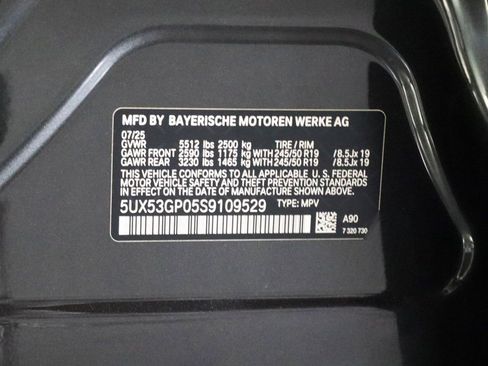 MFD BY BAYERISCHE MOTOREN WERKE AG
07/25
GVWR 5512 lbs 2500 kg TIRE / RIM
GAWR FRONT 2590 lbs 1175 kg WITH 245/50 R19 / 8.5Jx 19
GAWR REAR 3230 lbs 1465 kg WITH 245/50 R19 / 8.5Jx 19
THIS VEHICLE CONFORMS TO ALL APPLICABLE U. S. FEDERAL
MOTOR VEHICLE SAFETY AND THEFT PREVENTION STANDARDS
IN EFFECT ON THE DATE OF MANUFACTURE SHOWN ABOVE.
5UX53GP05S9109529 TYPE: MPV
A90
7 320 730